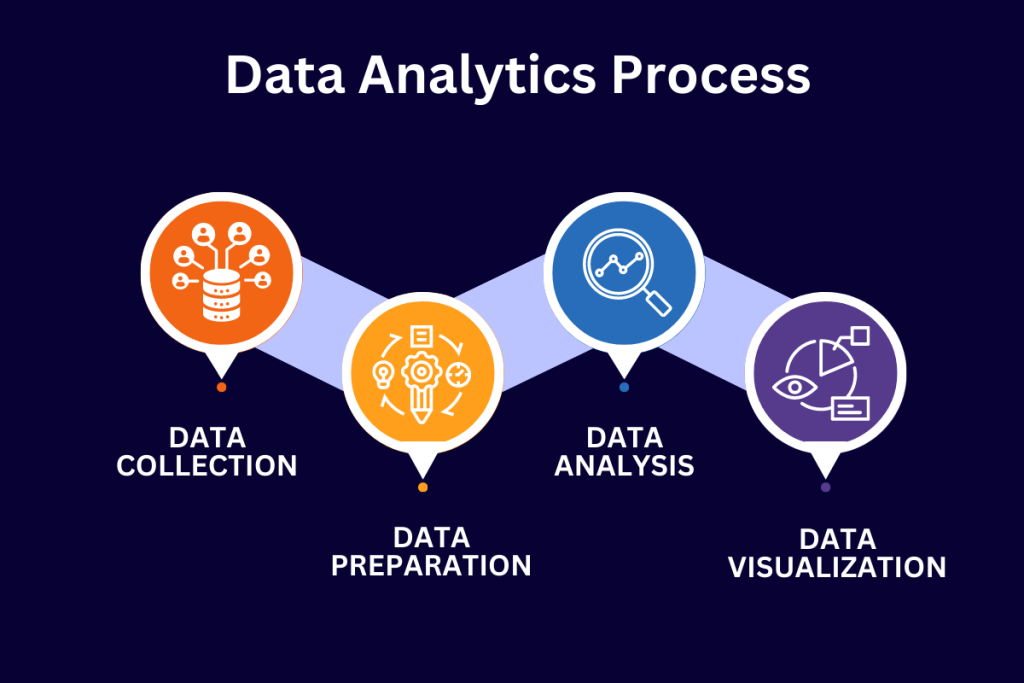 Data Analytics Process
DATA
COLLECTION
DATA
PREPARATION
DATA
ANALYSIS
DATA
VISUALIZATION